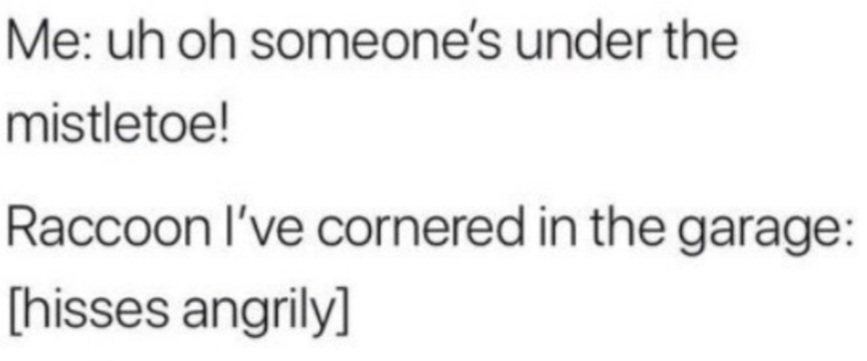 Me: uh oh someone's under the
mistletoe!
Raccoon I've cornered in the garage:
[hisses angrily]